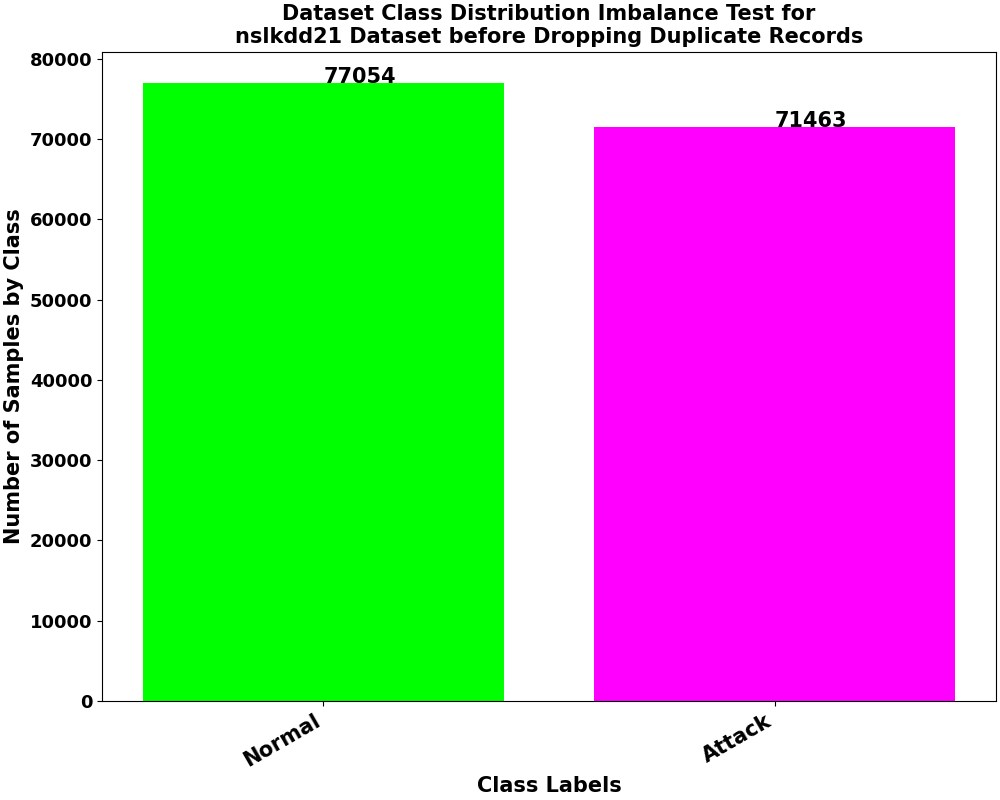 Dataset Class Distribution Imbalance Test for
nslkdd21 Dataset before Dropping Duplicate Records
77054
71463
80000
70000
60000
50000
40000
30000
20000
10000
0
Number of Samples by Class
Normal
Attack
Class Labels